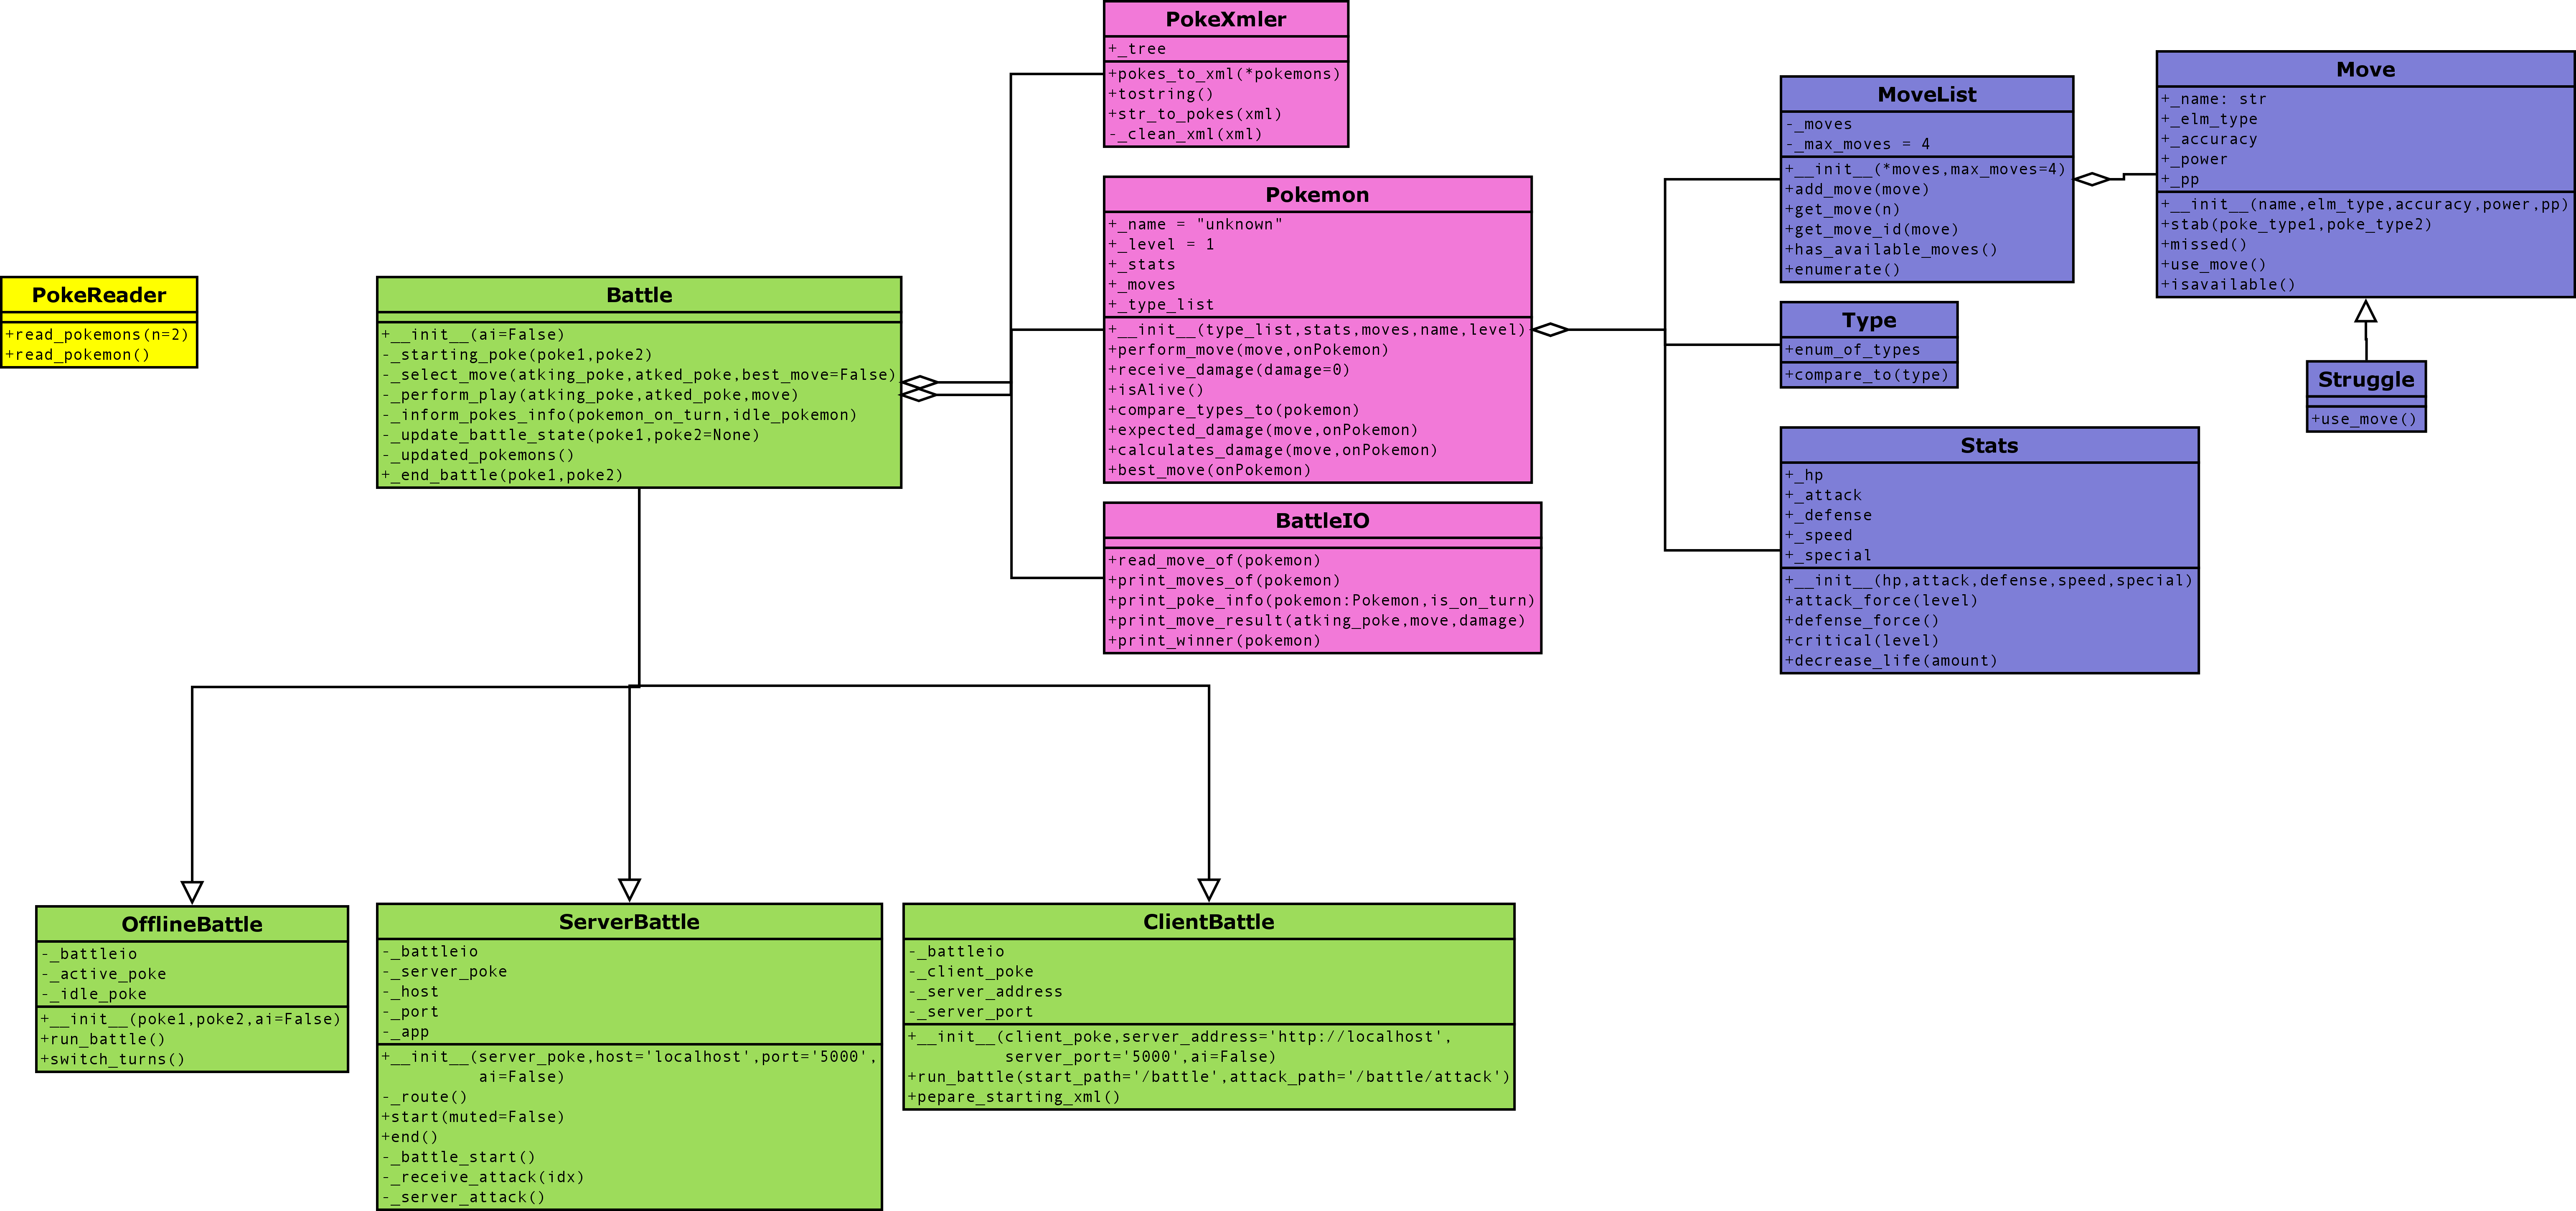 PokeXmler
+_tree
+pokes_to_xml(*pokemons)
+tostring()
+str_to_pokes(xml)
-_clean_xml(xml)
Pokemon
+_name = "unknown"
+_level = 1
+_stats
+_moves
+_type_list
+__init__(type_list,stats,moves,name,level)
+perform_move(move,onPokemon)
+receive_damage(damage=0)
+isAlive()
+compare_types_to(pokemon)
+expected_damage(move,onPokemon)
+calculates_damage(move,onPokemon)
+best_move(onPokemon)
BattleIO
+read_move_of(pokemon)
+print_moves_of(pokemon)
+print_poke_info(pokemon:Pokemon,is_on_turn)
+print_move_result(atking_poke,move,damage)
+print_winner(pokemon)
MoveList
-_moves
-_max_moves = 4
+__init__(*moves,max_moves=4)
+add_move(move)
+get_move(n)
+get_move_id(move)
+has_available_moves()
+enumerate()
Move
+_name: str
+_elm_type
+_accuracy
+_power
+_pp
+__init__(name,elm_type,accuracy,power,pp)
+stab(poke_type1,poke_type2)
+missed()
+use_move()
+isavailable()
Type
+enum_of_types
+compare_to(type)
Struggle
+use_move()
Stats
+_hp
+_attack
+_defense
+_speed
+_special
+__init__(hp,attack,defense,speed,special)
+attack_force(level)
+defense_force()
+critical(level)
+decrease_life(amount)
PokeReader
+read_pokemons(n=2)
+read_pokemon()
Battle
+__init__(ai=False)
-_starting_poke(poke1,poke2)
-_select_move(atking_poke,atked_poke,best_move=False)
-_perform_play(atking_poke,atked_poke,move)
-_inform_pokes_info(pokemon_on_turn,idle_pokemon)
-_update_battle_state(poke1,poke2=None)
-_updated_pokemons()
+_end_battle(poke1,poke2)
OfflineBattle
-_battleio
-_active_poke
-_idle_poke
+__init__(poke1,poke2,ai=False)
+run_battle()
+switch_turns()
ServerBattle
-_battleio
-_server_poke
-_host
-_port
-_app
+__init__(server_poke,host='localhost',port='5000',
ai=False)
-_route()
+start(muted=False)
+end()
-_battle_start()
-_receive_attack(idx)
-_server_attack()
ClientBattle
-_battleio
-_client_poke
-_server_address
-_server_port
+__init__(client_poke,server_address='http://localhost',
server_port='5000',ai=False)
+run_battle(start_path='/battle',attack_path='/battle/attack')
+pepare_starting_xml()